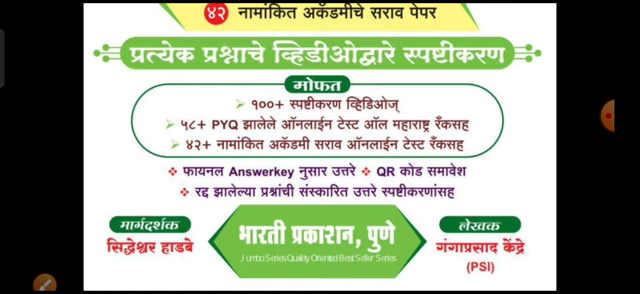 ४२ नामांकित अकॅडमीचे सराव पेपर
प्रत्येक प्रश्नाचे व्हिडीओद्वारे स्पष्टीकरण
मोफत
१००+ स्पष्टीकरण व्हिडिओज्
५८+ PYQ झालेले ऑनलाईन टेस्ट ऑल महाराष्ट्र रँकसह
४२+ नामांकित अकॅडमी सराव ऑनलाईन टेस्ट रँकसह
फायनल Answerkey नुसार उत्तरे QR कोड समावेश
रद्द झालेल्या प्रश्नांची संस्कारित उत्तरे स्पष्टीकरणांसह
मार्गदर्शक
सिद्धेश्वर हाडबे
भारती प्रकाशन, पुणे
Jumbo Series Quality Oriented Best Seller Series
लेखक
गंगाप्रसाद केंद्रे
(PSI)